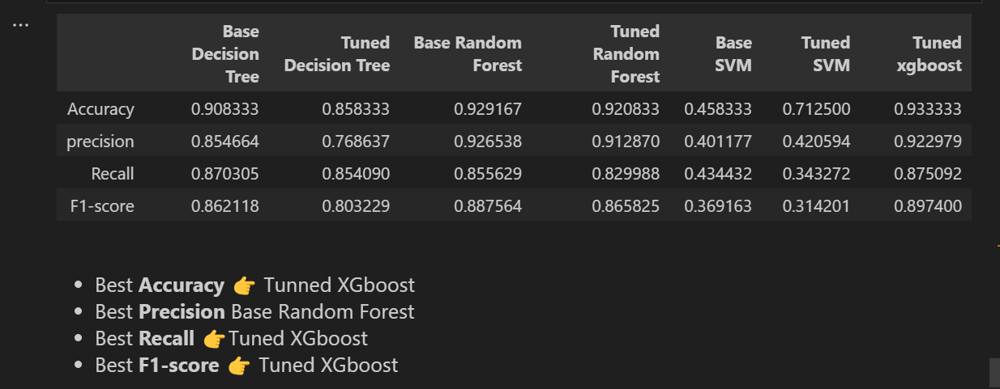 ...
Base Decision Tree Tuned Decision Tree Base Random Forest Tuned Random Forest Base SVM Tuned SVM Tuned xgboost
Accuracy 0.908333 0.858333 0.929167 0.920833 0.458333 0.712500 0.933333
precision 0.854664 0.768637 0.926538 0.912870 0.401177 0.420594 0.922979
Recall 0.870305 0.854090 0.855629 0.829988 0.434432 0.343272 0.875092
F1-score 0.862118 0.803229 0.887564 0.865825 0.369163 0.314201 0.897400
• Best Accuracy 👉 Tunned XGboost
• Best Precision Base Random Forest
• Best Recall 👉Tuned XGboost
• Best F1-score 👉 Tuned XGboost